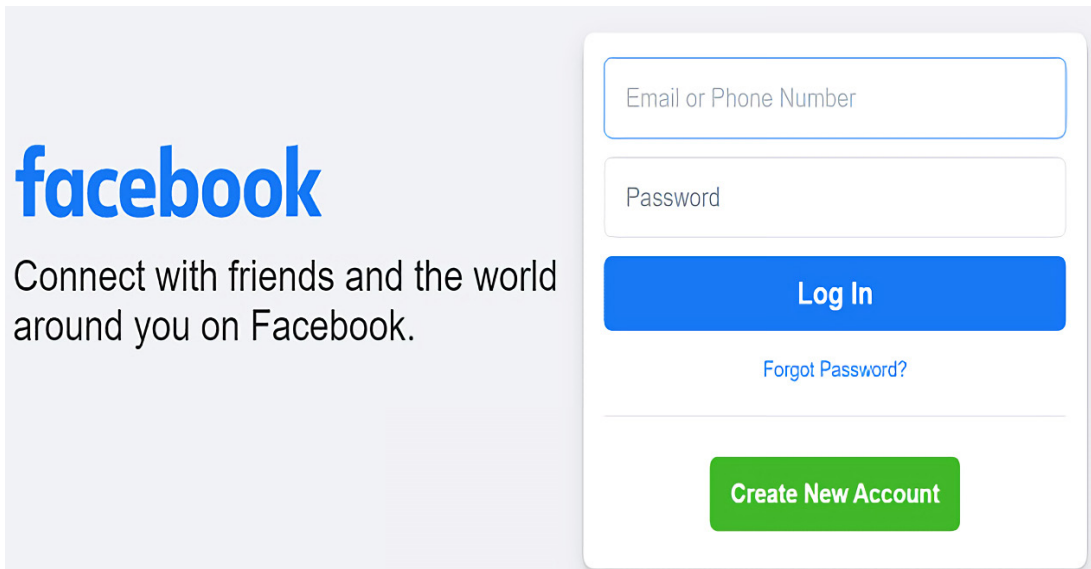 facebook
Connect with friends and the world
around you on Facebook.
Email or Phone Number
Password
Log In
Forgot Password?
Create New Account